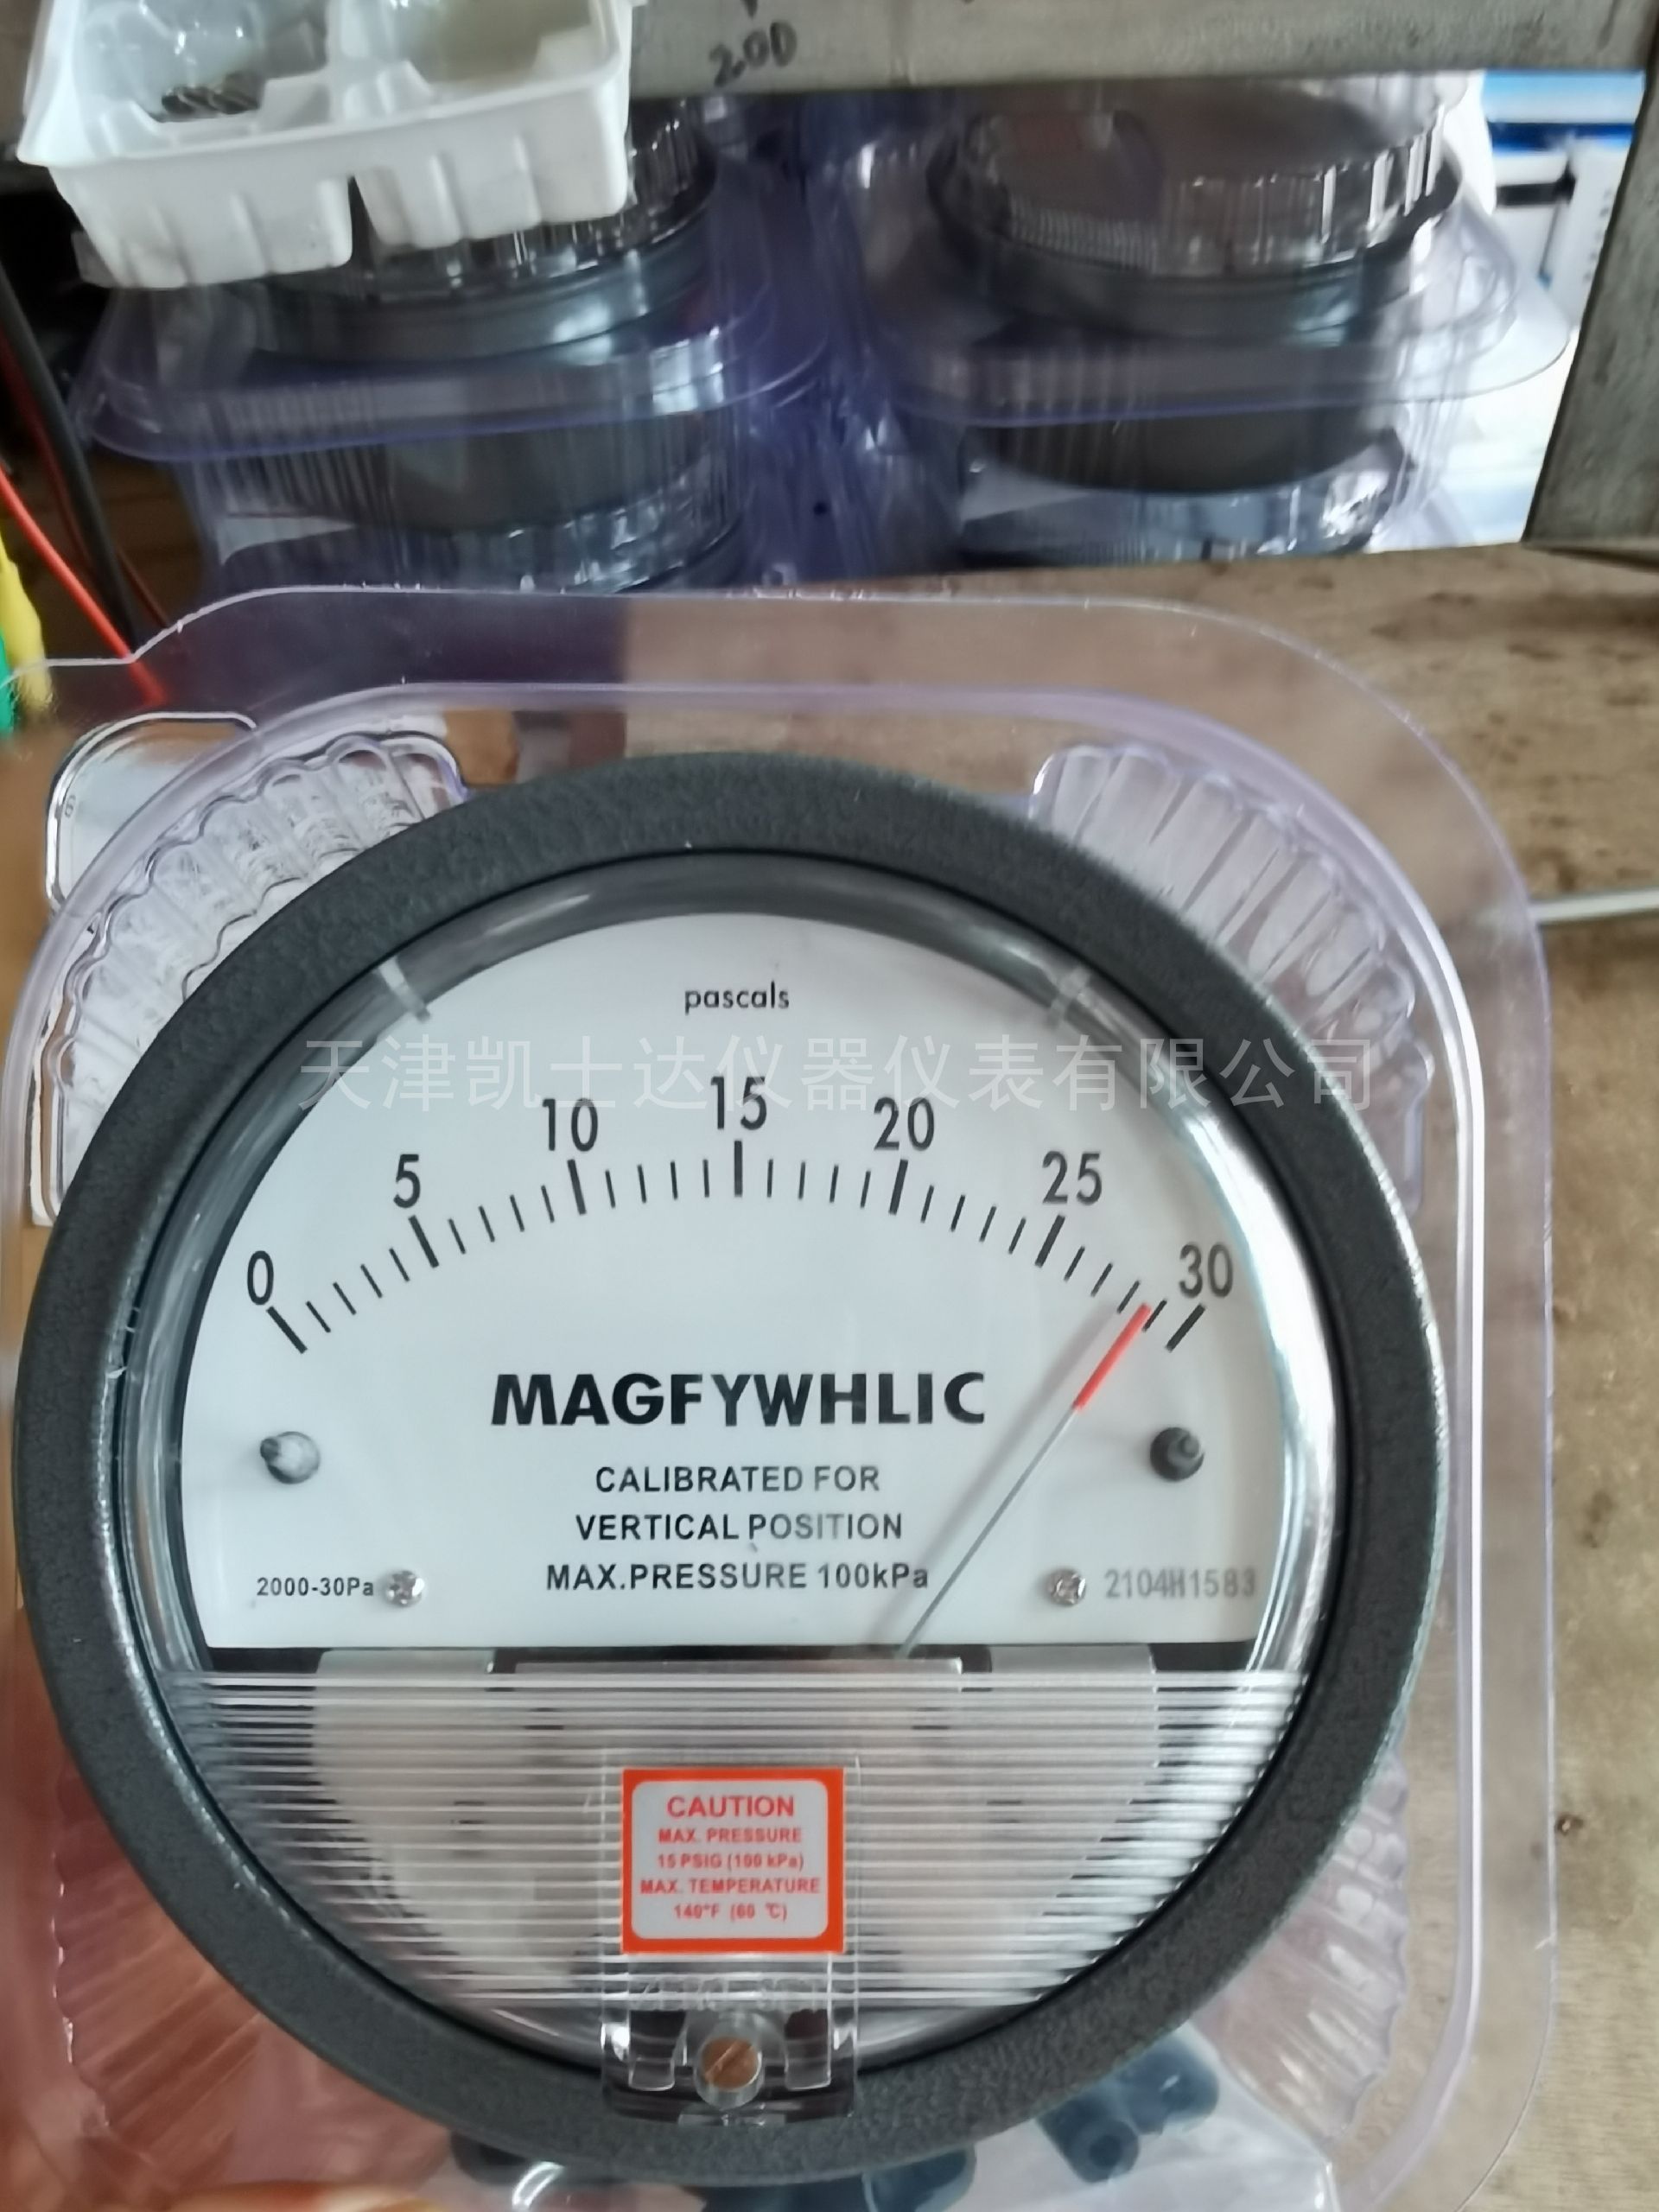 200
pascals
天津凯士达仪器仪表有限公司
0 5 10 15 20 25 30
MAGFYWHLIC
CALIBRATED FOR
VERTICAL POSITION
MAX.PRESSURE 100kPa
2000-30Pa
2104H1583
CAUTION
MAX. PRESSURE
15 PSIG (100 kPa)
MAX. TEMPERATURE
140°F (60 ℃)